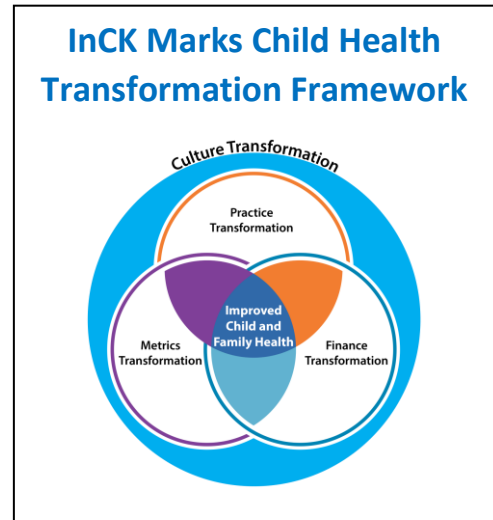 InCK Marks Child Health
Transformation Framework
Culture Transformation
Practice
Transformation
Improved
Child and
Family Health
Metrics
Transformation
Finance
Transformation